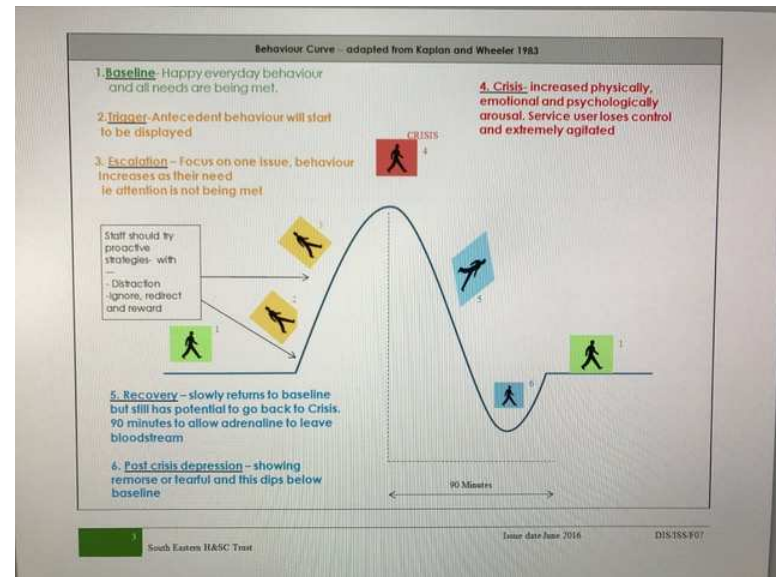 Behaviour Curve – adapted from Kaplan and Wheeler 1983
1.Baseline- Happy everyday behaviour
and all needs are being met.
2.Trigger-Antecedent behaviour will start
to be displayed
3. Escalation – Focus on one issue, behaviour
Increases as their need
ie attention is not being met
4. Crisis- increased physically,
emotional and psychologically
arousal. Service user loses control
and extremely agitated
CRISIS
4
3
Staff should try
proactive
strategies- with
—
- Distraction
-Ignore, redirect
and reward
2
1
5
1
6
5. Recovery – slowly returns to baseline
but still has potential to go back to Crisis.
90 minutes to allow adrenaline to leave
bloodstream
6. Post crisis depression – showing
remorse or tearful and this dips below
baseline
90 Minutes
3
South Eastern H&SC Trust
Issue date June 2016